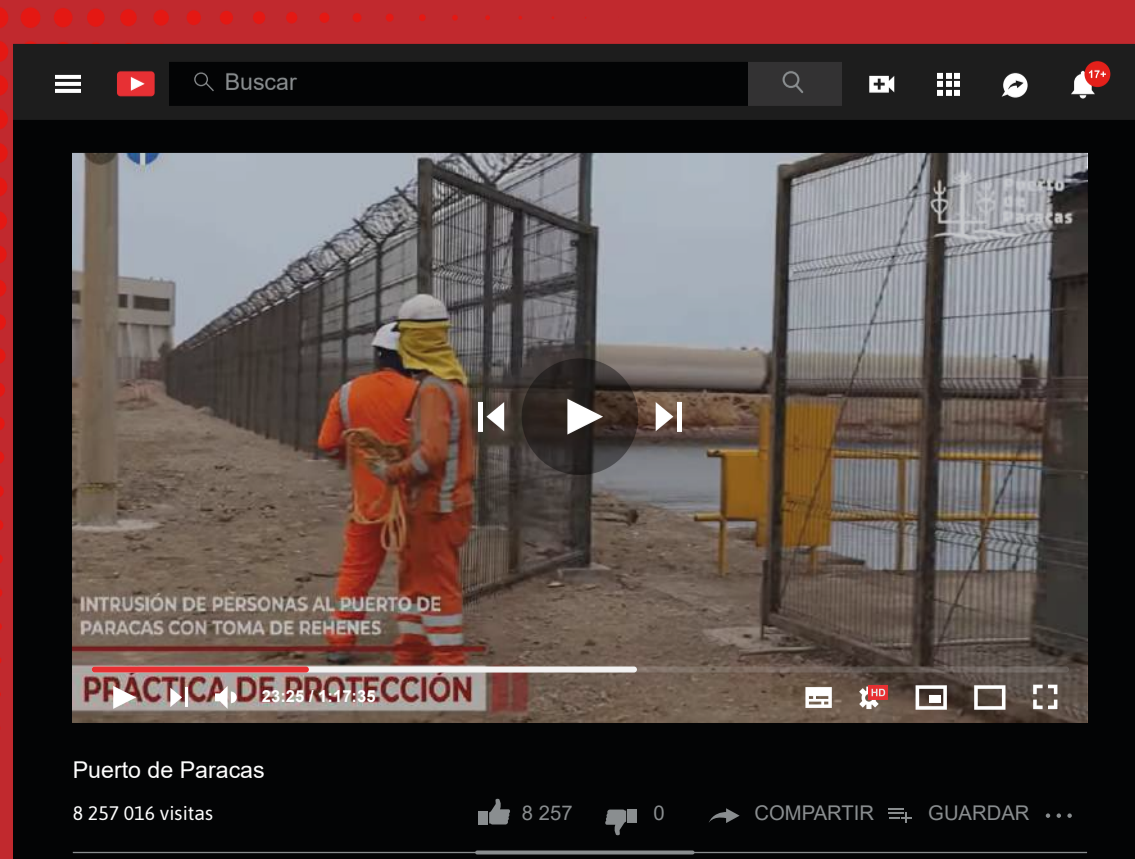 Buscar
17+
Puerto
de
Paracas
INTRUSIÓN DE PERSONAS AL PUERTO DE
PARACAS CON TOMA DE REHENES
PRÁCTICA DE PROTECCIÓN
23:25 / 1:17:35
HD
Puerto de Paracas
8 257 016 visitas
8 257
0
COMPARTIR
GUARDAR